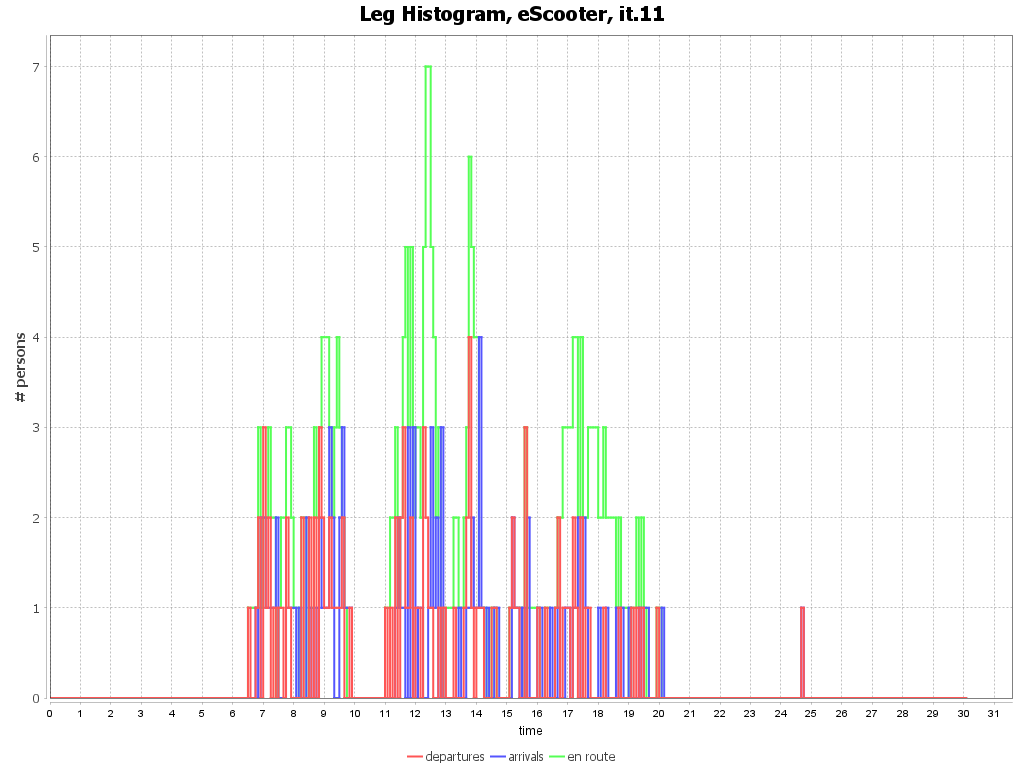 Leg Histogram, eScooter, it.11
# persons
7
6
5
4
3
2
1
0
0 1 2 3 4 5 6 7 8 9 10 11 12 13 14 15 16 17 18 19 20 21 22 23 24 25 26 27 28 29 30 31
time
departures arrivals en route